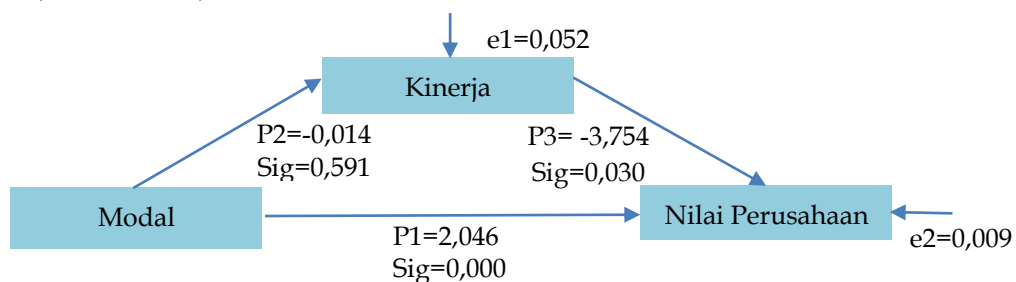 e1=0,052
Kinerja
P2=-0,014
Sig=0,591
P3= -3,754
Sig=0,030
Modal
Nilai Perusahaan
P1=2,046
Sig=0,000
e2=0,009